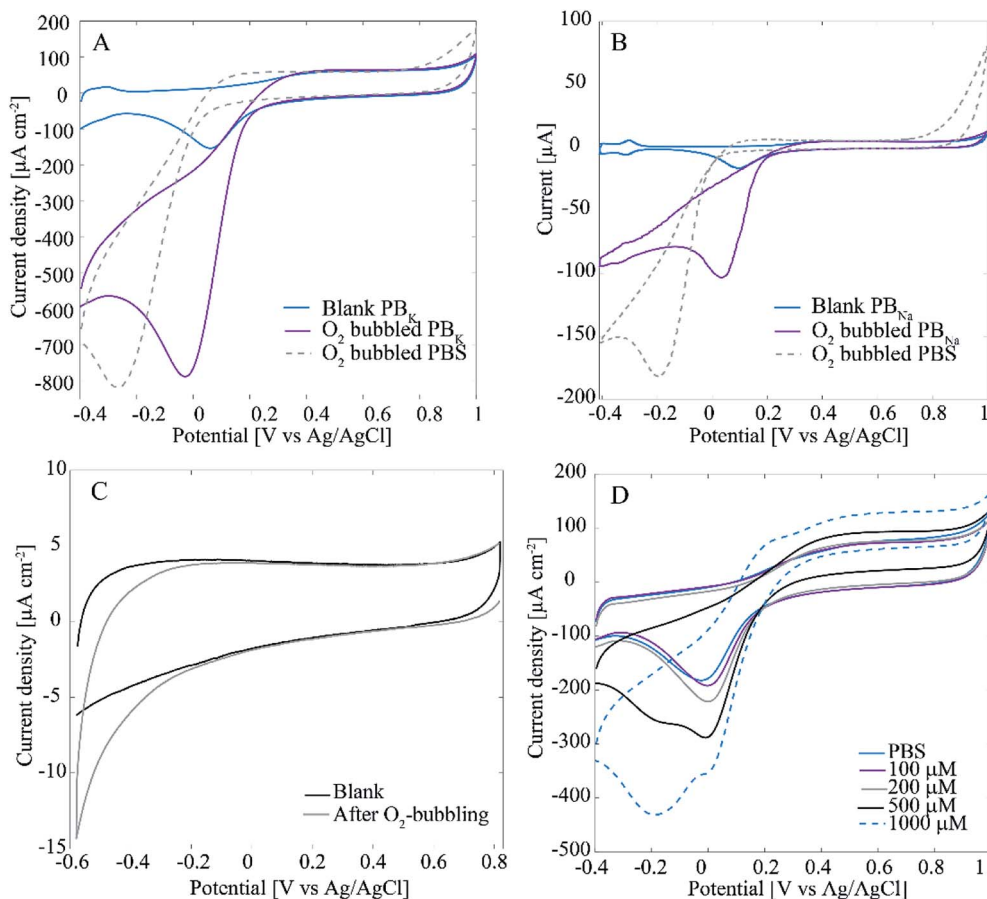 A
Current density [µA cm⁻²]
200
100
0
-100
-200
-300
-400
-500
-600
-700
-800
Blank PB_K
O₂ bubbled PB_K
O₂ bubbled PBS
-0.4
-0.2
0
0.2
0.4
0.6
0.8
1
Potential [V vs Ag/AgCl]
B
Current [µA]
100
50
0
-50
-100
-150
-200
Blank PB_Na
O₂ bubbled PB_Na
O₂ bubbled PBS
-0.4
-0.2
0
0.2
0.4
0.6
0.8
1
Potential [V vs Ag/AgCl]
C
Current density [µA cm⁻²]
10
5
0
-5
-10
-15
Blank
After O₂-bubbling
-0.6
-0.4
-0.2
0
0.2
0.4
0.6
0.8
Potential [V vs Ag/AgCl]
D
Current density [µA cm⁻²]
200
100
0
-100
-200
-300
-400
-500
PBS
100 µM
200 µM
500 µM
1000 µM
-0.4
-0.2
0
0.2
0.4
0.6
0.8
1
Potential [V vs Ag/AgCl]